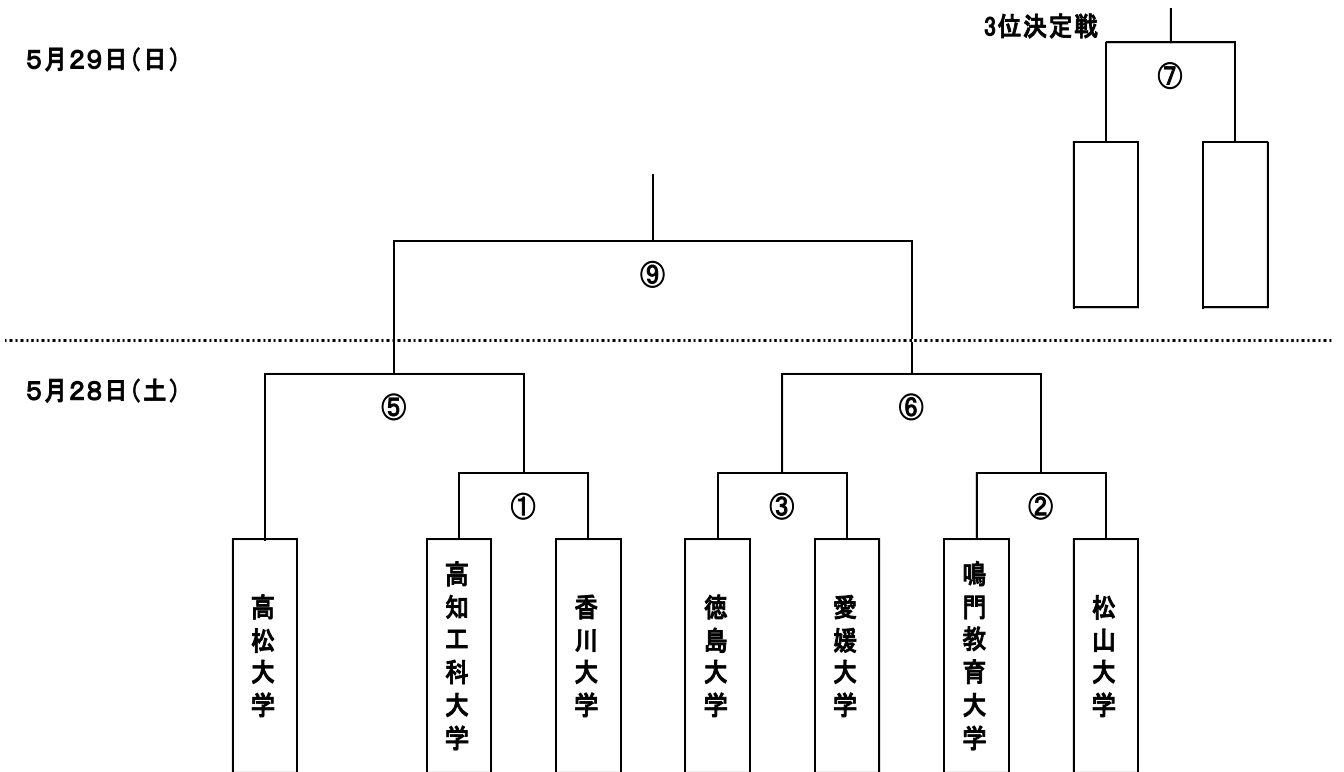 3位決定戦
5月29日(日)
⑦
⑨
5月28日(土)
⑤
⑥
①
③
②
高松大学
高知工科大学
香川大学
徳島大学
愛媛大学
鳴門教育大学
松山大学